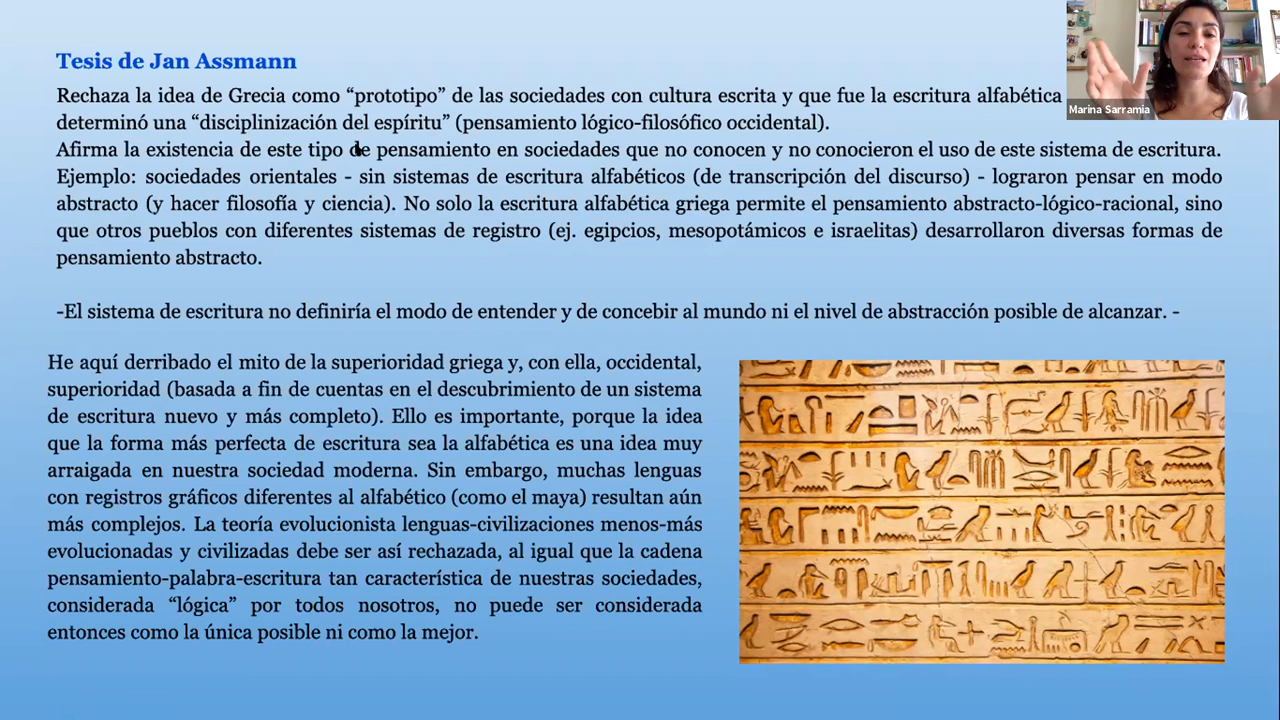 Tesis de Jan Assmann
Rechaza la idea de Grecia como “prototipo” de las sociedades con cultura escrita y que fue la escritura alfabética
determinó una “disciplinización del espíritu” (pensamiento lógico-filosófico occidental).
Afirma la existencia de este tipo de pensamiento en sociedades que no conocen y no conocieron el uso de este sistema de escritura.
Ejemplo: sociedades orientales - sin sistemas de escritura alfabéticos (de transcripción del discurso) - lograron pensar en modo
abstracto (y hacer filosofía y ciencia). No solo la escritura alfabética griega permite el pensamiento abstracto-lógico-racional, sino
que otros pueblos con diferentes sistemas de registro (ej. egipcios, mesopotámicos e israelitas) desarrollaron diversas formas de
pensamiento abstracto.
-El sistema de escritura no definiría el modo de entender y de concebir al mundo ni el nivel de abstracción posible de alcanzar. -
He aquí derribado el mito de la superioridad griega y, con ella, occidental,
superioridad (basada a fin de cuentas en el descubrimiento de un sistema
de escritura nuevo y más completo). Ello es importante, porque la idea
que la forma más perfecta de escritura sea la alfabética es una idea muy
arraigada en nuestra sociedad moderna. Sin embargo, muchas lenguas
con registros gráficos diferentes al alfabético (como el maya) resultan aún
más complejos. La teoría evolucionista lenguas-civilizaciones menos-más
evolucionadas y civilizadas debe ser así rechazada, al igual que la cadena
pensamiento-palabra-escritura tan característica de nuestras sociedades,
considerada “lógica” por todos nosotros, no puede ser considerada
entonces como la única posible ni como la mejor.
Marina Sarramia